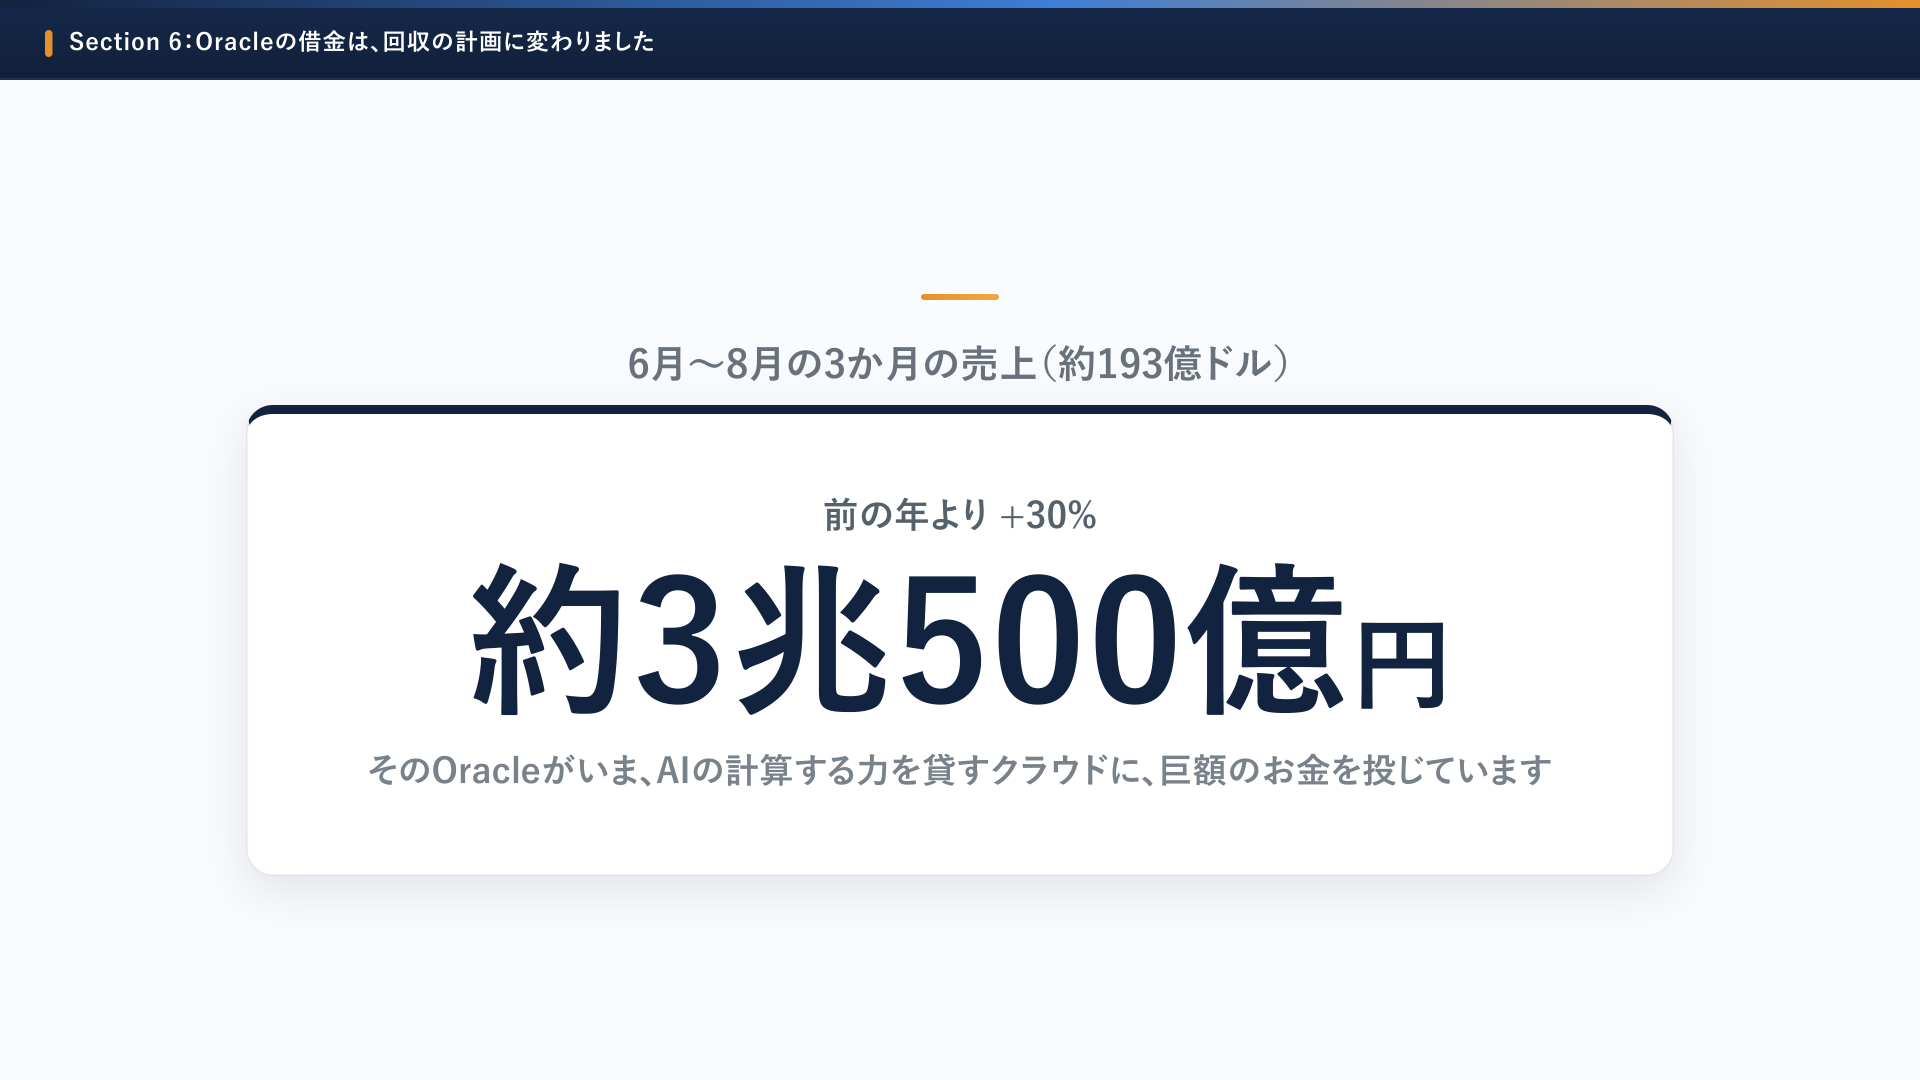 Section 6：Oracleの借金は、回収の計画に変わりました
6月〜8月の3か月の売上（約193億ドル）
前の年より +30%
約3兆500億円
そのOracleがいま、AIの計算する力を貸すクラウドに、巨額のお金を投じています